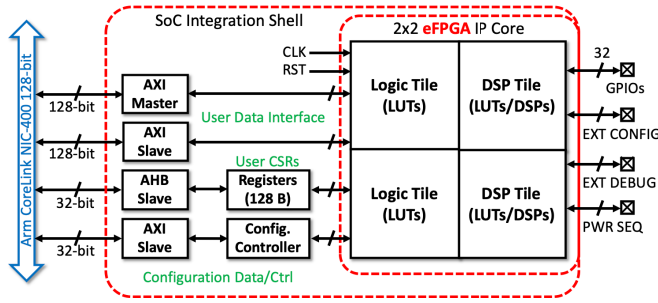 SoC Integration Shell
2x2 eFPGA IP Core
CLK
RST
Arm CoreLink NIC-400 128-bit
128-bit
AXI
Master
User Data Interface
128-bit
AXI
Slave
User CSRs
32-bit
AHB
Slave
Registers
(128 B)
32-bit
AXI
Slave
Config.
Controller
Configuration Data/Ctrl
Logic Tile
(LUTs)
DSP Tile
(LUTs/DSPs)
Logic Tile
(LUTs)
DSP Tile
(LUTs/DSPs)
32
GPIOs
EXT CONFIG
EXT DEBUG
PWR SEQ